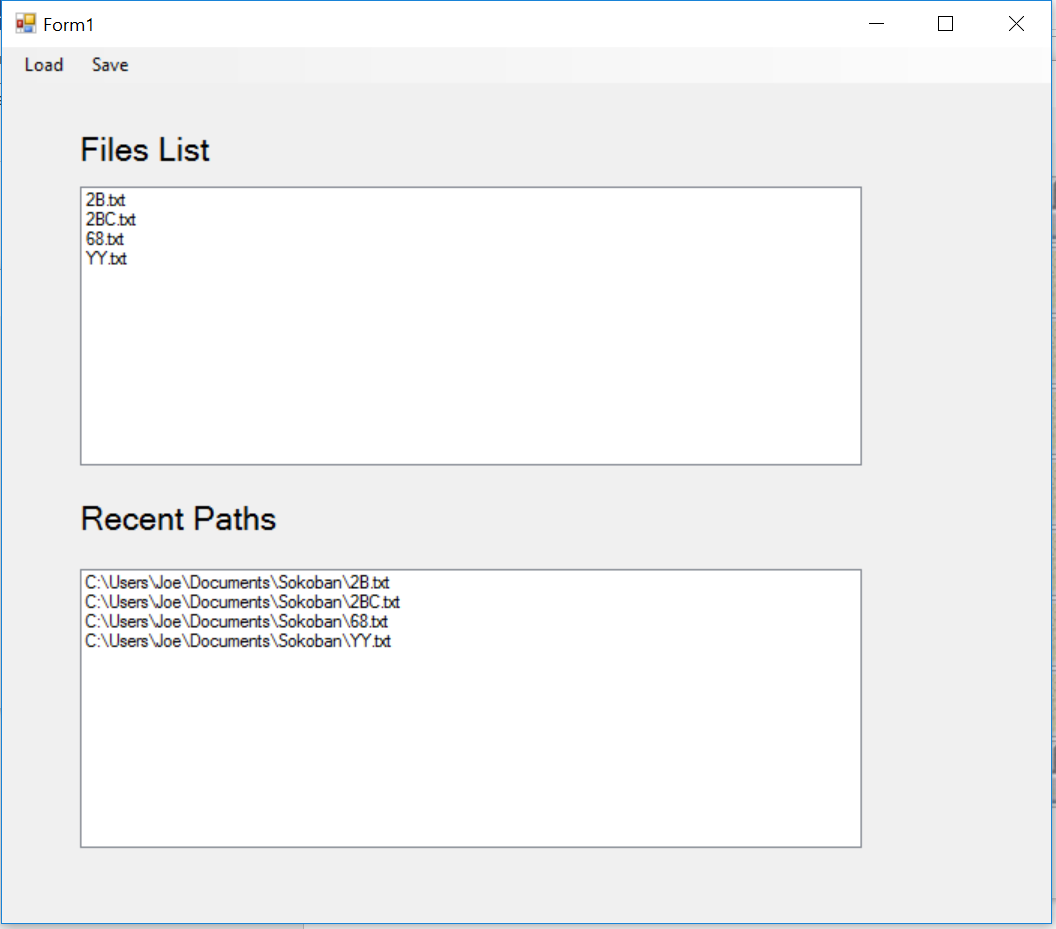 Form1
Load Save
Files List
2B.txt
2BC.txt
68.txt
YY.txt
Recent Paths
C:\Users\Joe\Documents\Sokoban\2B.txt
C:\Users\Joe\Documents\Sokoban\2BC.txt
C:\Users\Joe\Documents\Sokoban\68.txt
C:\Users\Joe\Documents\Sokoban\YY.txt